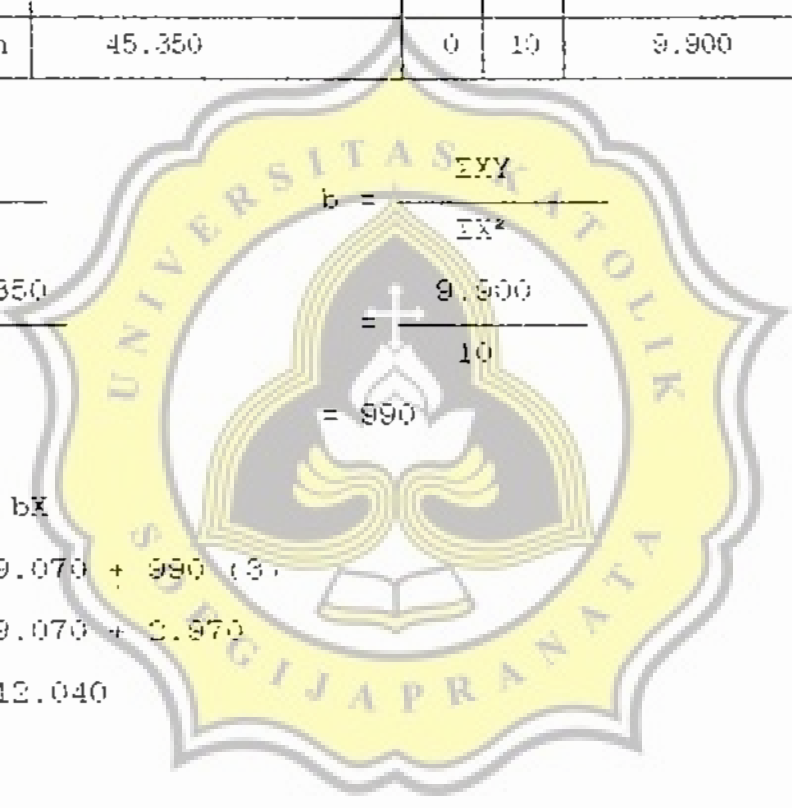 n 45.350 0 10 9.900
ΣXY
b =
ΣX²
350 9.900
=
10
= 990
bX
9.070 + 990 (3)
9.070 + 2.970
12.040
UNIVERSITAS KATOLIK
SOEGIJAPRANATA